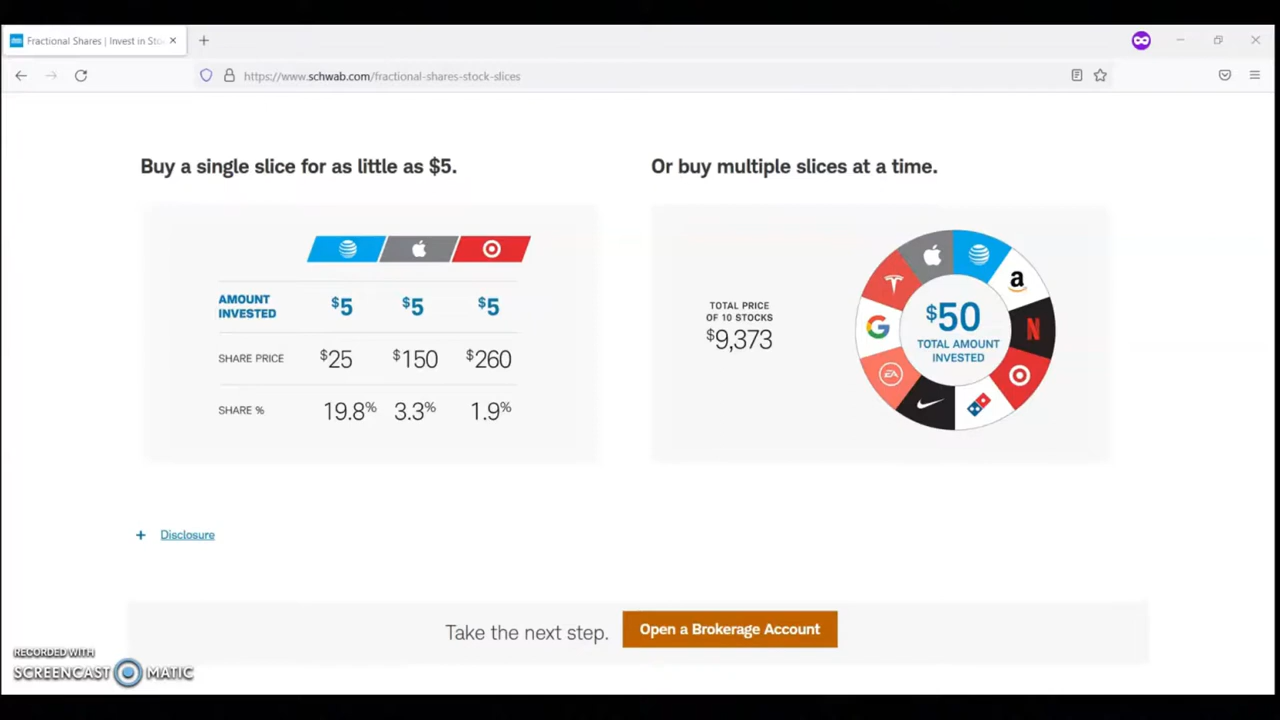 Fractional Shares | Invest in Sto
https://www.schwab.com/fractional-shares-stock-slices
Buy a single slice for as little as $5.
Or buy multiple slices at a time.
AMOUNT
INVESTED
$5 $5 $5
SHARE PRICE $25 $150 $260
SHARE % 19.8% 3.3% 1.9%
TOTAL PRICE
OF 10 STOCKS
$9,373
a
N
G
EA
$50
TOTAL AMOUNT
INVESTED
+ Disclosure
Take the next step.
Open a Brokerage Account
RECORDED WITH
SCREENCAST MATIC